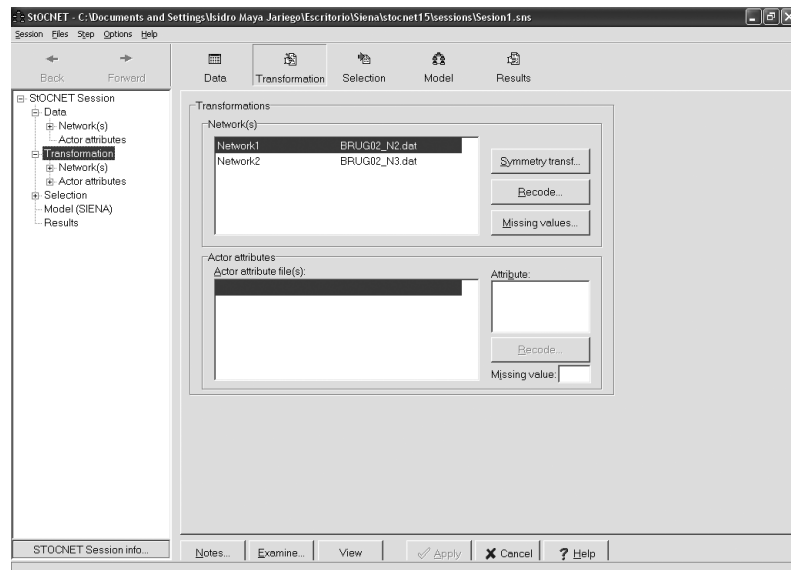 StOCNET - C:\Documents and Settings\Isidro Maya Jariego\Escritorio\Siena\stocnet15\sessions\Sesion1.sns
Session Files Step Options Help
Back Forward Data Transformation Selection Model Results
StOCNET Session
Data
Network(s)
Actor attributes
Transformation
Network(s)
Actor attributes
Selection
Model (SIENA)
Results
Transformations
Network(s)
Network1 BRUG02_N2.dat
Network2 BRUG02_N3.dat
Symmetry transf...
Recode...
Missing values...
Actor attributes
Actor attribute file(s):
Attribute:
Recode...
Missing value:
STOCNET Session info...
Notes... Examine... View Apply Cancel ? Help